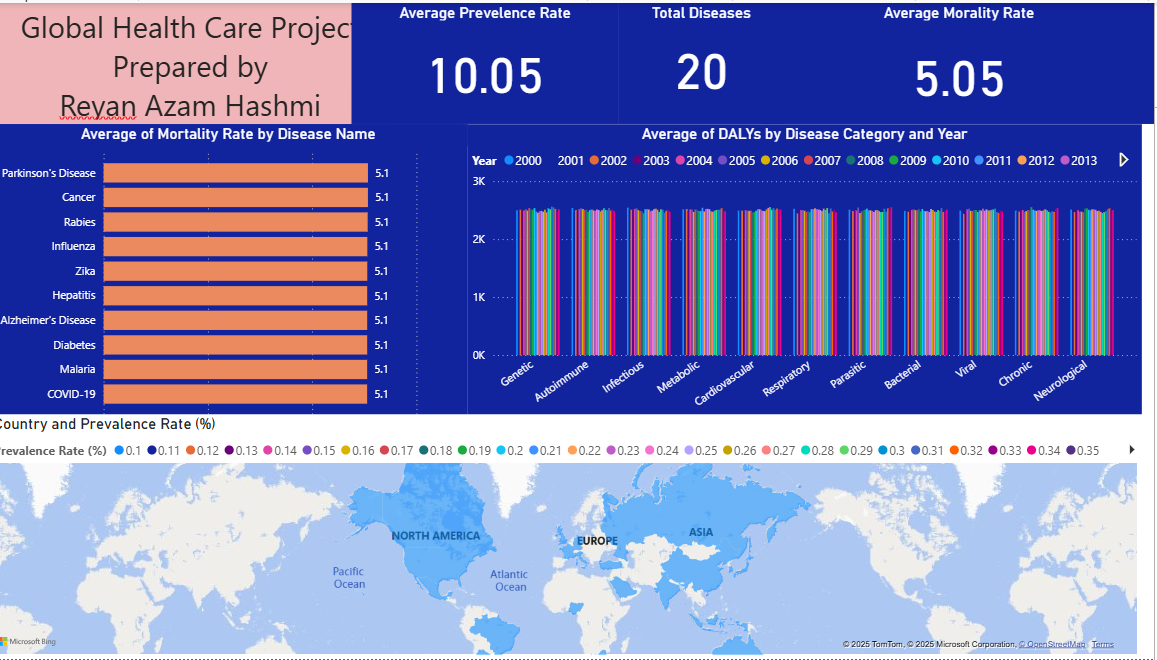 Global Health Care Projec
Prepared by
Reyan Azam Hashmi
Average Prevelence Rate
10.05
Total Diseases
20
Average Morality Rate
5.05
Average of Mortality Rate by Disease Name
Parkinson's Disease 5.1
Cancer 5.1
Rabies 5.1
Influenza 5.1
Zika 5.1
Hepatitis 5.1
Alzheimer's Disease 5.1
Diabetes 5.1
Malaria 5.1
COVID-19 5.1
Average of DALYs by Disease Category and Year
Year 2000 2001 2002 2003 2004 2005 2006 2007 2008 2009 2010 2011 2012 2013
3K
2K
1K
0K
Genetic
Autoimmune
Infectious
Metabolic
Cardiovascular
Respiratory
Parasitic
Bacterial
Viral
Chronic
Neurological
Country and Prevalence Rate (%)
revalence Rate (%) 0.1 0.11 0.12 0.13 0.14 0.15 0.16 0.17 0.18 0.19 0.2 0.21 0.22 0.23 0.24 0.25 0.26 0.27 0.28 0.29 0.3 0.31 0.32 0.33 0.34 0.35
NORTH AMERICA
EUROPE
ASIA
Pacific
Ocean
Atlantic
Ocean
Microsoft Bing
© 2025 TomTom, © 2025 Microsoft Corporation, © OpenStreetMap Terms